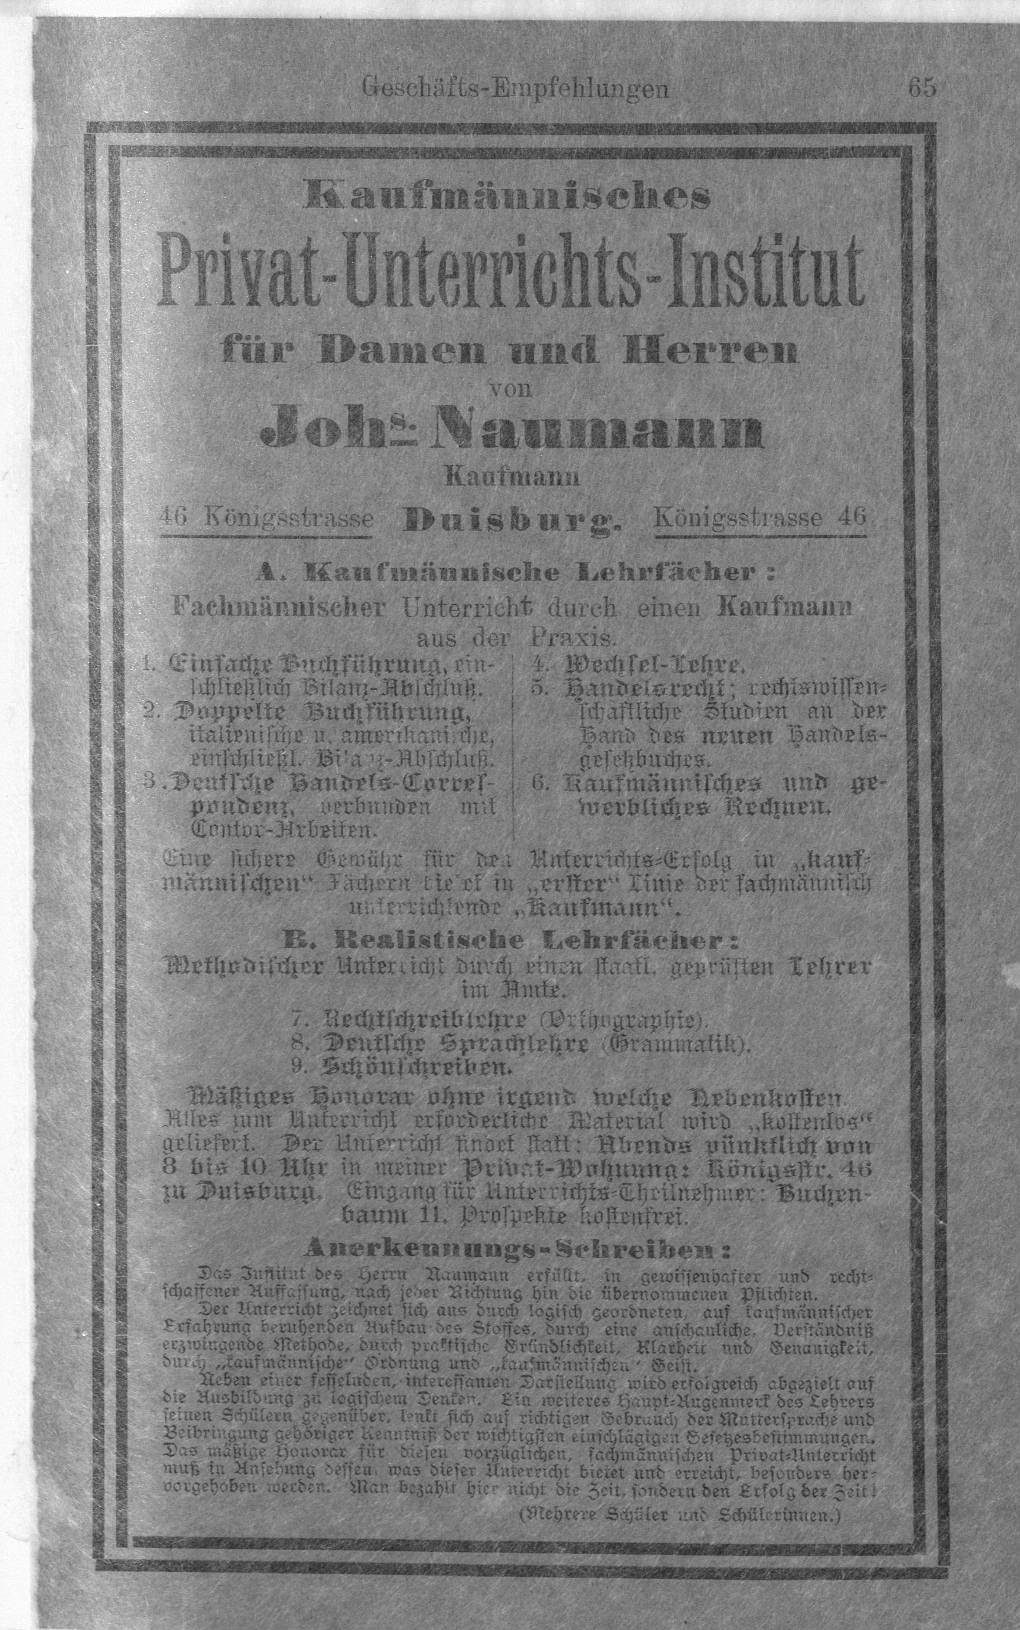 Geschäfts-Empfehlungen 65
Kaufmännisches
Privat-Unterrichts-Institut
für Damen und Herren
von
Johs. Naumann
Kaufmann
46 Königsstrasse Duisburg. Königsstrasse 46
A. Kaufmännische Lehrfächer:
Fachmännischer Unterricht durch einen Kaufmann
aus der Praxis.
1. Einfache Buchführung, ein-
schließlich Bilanz-Abschluß.
2. Doppelte Buchführung,
italienische u. amerikanische,
einschließl. Bilanz-Abschluß.
3. Deutsche Handels-Corres-
pondenz, verbunden mit
Contor-Arbeiten.
4. Wechsel-Lehre.
5. Handelsrecht; rechtswissen-
schaftliche Studien an der
Hand des neuen Handels-
gesetzbuches.
6. Kaufmännisches und ge-
werbliches Rechnen.
Eine sichere Gewähr für den Unterrichts-Erfolg in „kauf-
männischen“ Fächern bietet in „erster“ Linie der fachmännisch
unterrichtende „Kaufmann“.
B. Realistische Lehrfächer:
Methodischer Unterricht durch einen staatl. geprüften Lehrer
im Amte.
7. Rechtschreiblehre (Orthographie).
8. Deutsche Sprachlehre (Grammatik).
9. Schönschreiben.
Mäßiges Honorar ohne irgend welche Nebenkosten.
Alles zum Unterricht erforderliche Material wird „kostenlos“
geliefert. Der Unterricht findet statt: Abends pünktlich von
8 bis 10 Uhr in meiner Privat-Wohnung: Königsstr. 46
zu Duisburg. Eingang für Unterrichts-Theilnehmer: Buchen-
baum 11. Prospekte kostenfrei.
Anerkennungs-Schreiben:
Das Institut des Herrn Naumann erfüllt, in gewissenhafter und recht-
schaffener Auffassung, nach jeder Richtung hin die übernommenen Pflichten.
Der Unterricht zeichnet sich aus durch logisch geordneten, auf kaufmännischer
Erfahrung beruhenden Aufbau des Stoffes, durch eine anschauliche, Verständniß
erzwingende Methode, durch praktische Gründlichkeit, Klarheit und Genauigkeit,
durch „kaufmännische“ Ordnung und „kaufmännischen“ Geist.
Neben einer fesselnden, interessanten Darstellung wird erfolgreich abgezielt auf
die Ausbildung zu logischem Denken. Ein weiteres Haupt-Augenmerk des Lehrers
seinen Schülern gegenüber, lenkt sich auf richtigen Gebrauch der Muttersprache und
Beibringung gehöriger Kenntniß der wichtigsten einschlägigen Gesetzesbestimmungen.
Das mäßige Honorar für diesen vorzüglichen, fachmännischen Privat-Unterricht
muß in Ansehung dessen, was dieser Unterricht bietet und erreicht, besonders her-
vorgehoben werden. Man bezahlt hier nicht die Zeit, sondern den Erfolg der Zeit!
(Mehrere Schüler und Schülerinnen.)